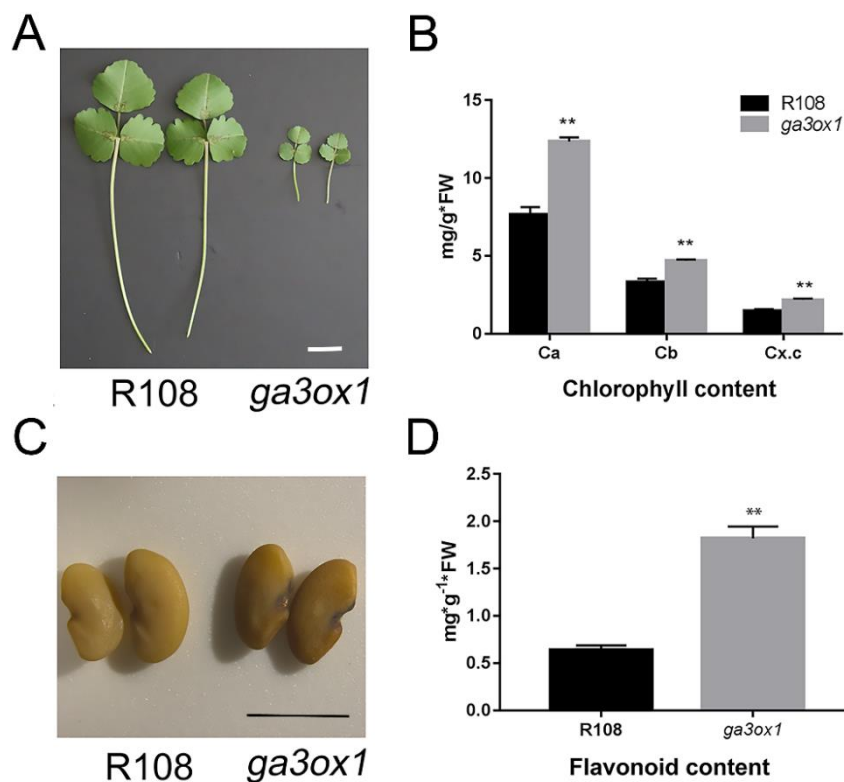 A
R108 ga3ox1
B
mg/g*FW
15
10
5
0
**
**
**
R108
ga3ox1
Ca Cb Cx.c
Chlorophyll content
C
R108 ga3ox1
D
mg*g-1*FW
2.5
2.0
1.5
1.0
0.5
0.0
**
R108 ga3ox1
Flavonoid content